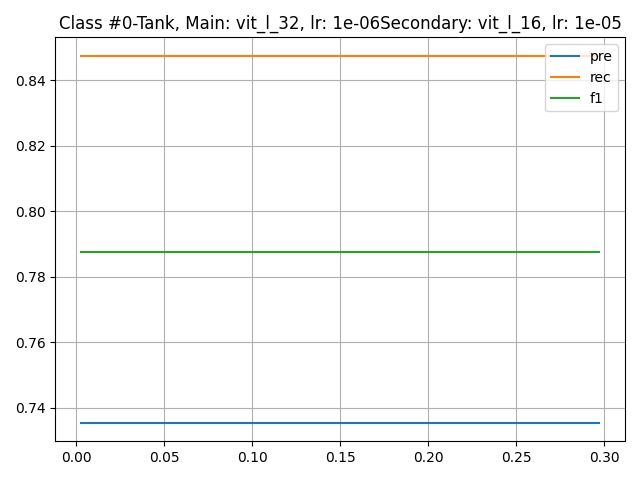 Class #0-Tank, Main: vit_l_32, lr: 1e-06Secondary: vit_l_16, lr: 1e-05
pre
rec
f1
0.84
0.82
0.80
0.78
0.76
0.74
0.00 0.05 0.10 0.15 0.20 0.25 0.30